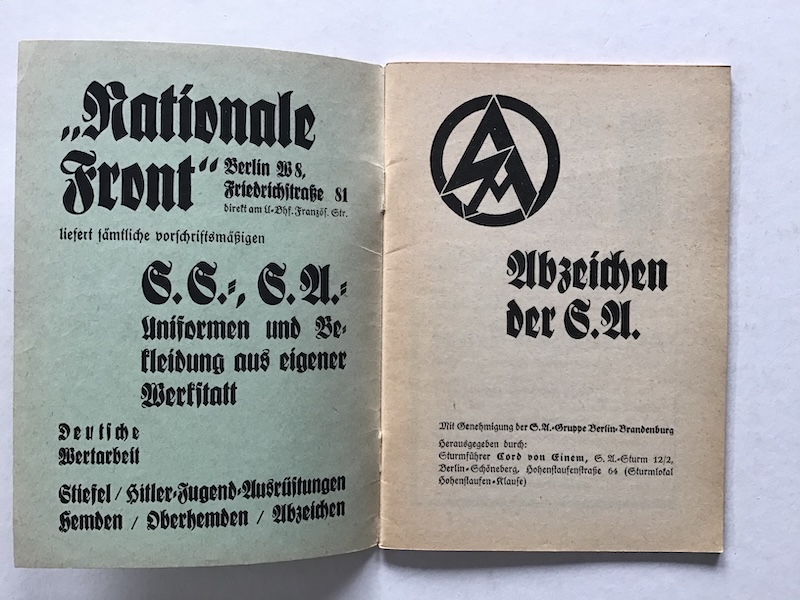 „Nationale
Front“ Berlin W8,
Friedrichstraße 81
direkt am U-Bhf. Französ. Str.
liefert sämtliche vorschriftsmäßigen
S. S.-, S. A.-
Uniformen und Be-
kleidung aus eigener
Werkstatt
Deutsche
Wertarbeit
Stiefel / Hitler-Jugend-Ausrüstungen
Hemden / Oberhemden / Abzeichen
SA
Abzeichen
der S. A.
Mit Genehmigung der S. A.-Gruppe Berlin-Brandenburg
Herausgegeben durch:
Sturmführer Cord von Einem, S. A.-Sturm 12/2,
Berlin-Schöneberg, Hohenstaufenstraße 64 (Sturmlokal
Hohenstaufen-Klause)